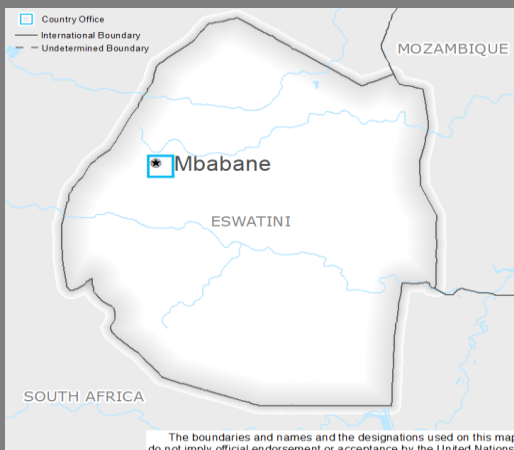 Country Office
International Boundary
Undetermined Boundary
MOZAMBIQUE
Mbabane
ESWATINI
SOUTH AFRICA
The boundaries and names and the designations used on this map
do not imply official endorsement or acceptance by the United Nations